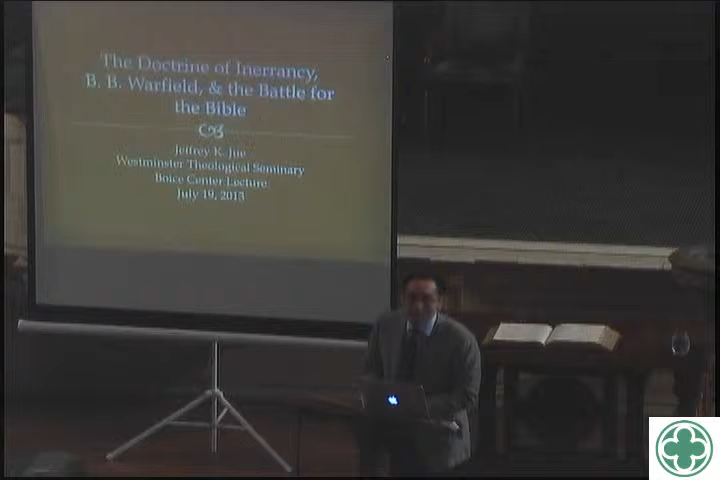 The Doctrine of Inerrancy,
B. B. Warfield, & the Battle for
the Bible
Jeffrey K. Jue
Westminster Theological Seminary
Boice Center Lecture
July 19, 2013